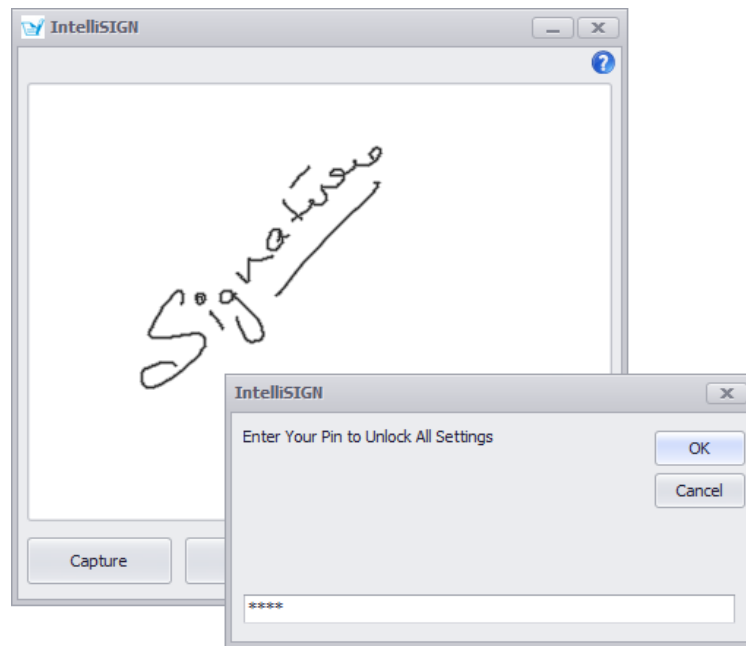 IntelliSIGN
Signature
Capture
IntelliSIGN
Enter Your Pin to Unlock All Settings
OK
Cancel
****